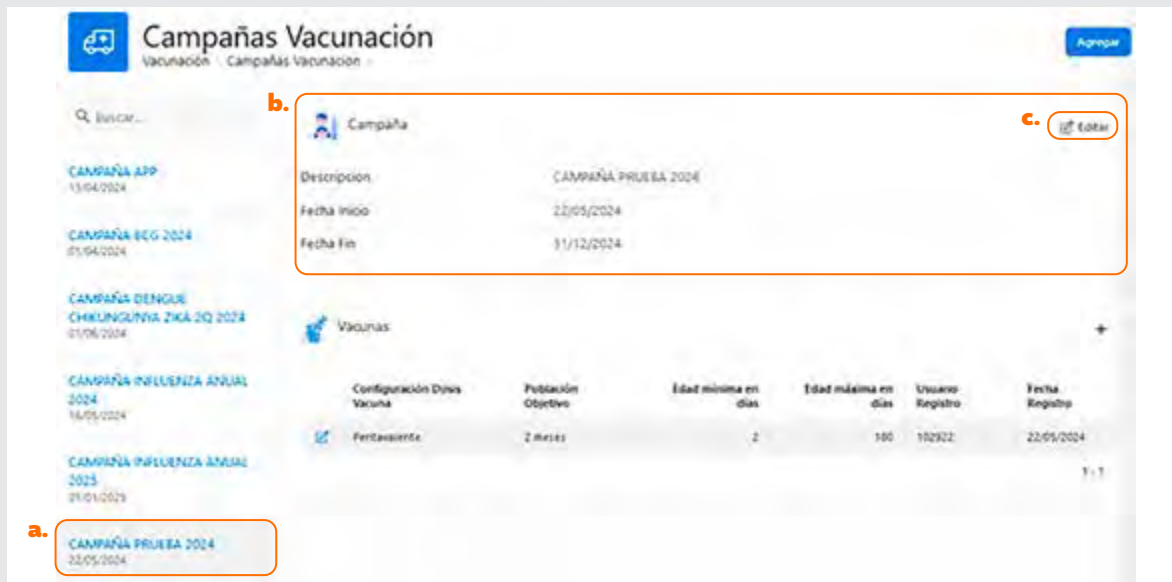 Campañas Vacunación
Vacunación Campañas Vacunación
Agregar
Buscar...
CAMPAÑA APP
13/04/2024
CAMPAÑA BCG 2024
01/04/2024
CAMPAÑA DENGUE
CHIKUNGUNYA ZIKA 2Q 2024
01/06/2024
CAMPAÑA INFLUENZA ANUAL
2024
16/05/2024
CAMPAÑA INFLUENZA ANUAL
2025
01/01/2025
a.
CAMPAÑA PRUEBA 2024
22/05/2024
b.
Campaña
c.
Editar
Descripcion CAMPAÑA PRUEBA 2024
Fecha Inicio 22/05/2024
Fecha Fin 31/12/2024
Vacunas +
Configuración Dosis Población Edad mínima en Edad máxima en Usuario Fecha
Vacuna Objetivo días días Registro Registro
Pentavalente 2 meses 2 180 102922 22/05/2024
1 - 1